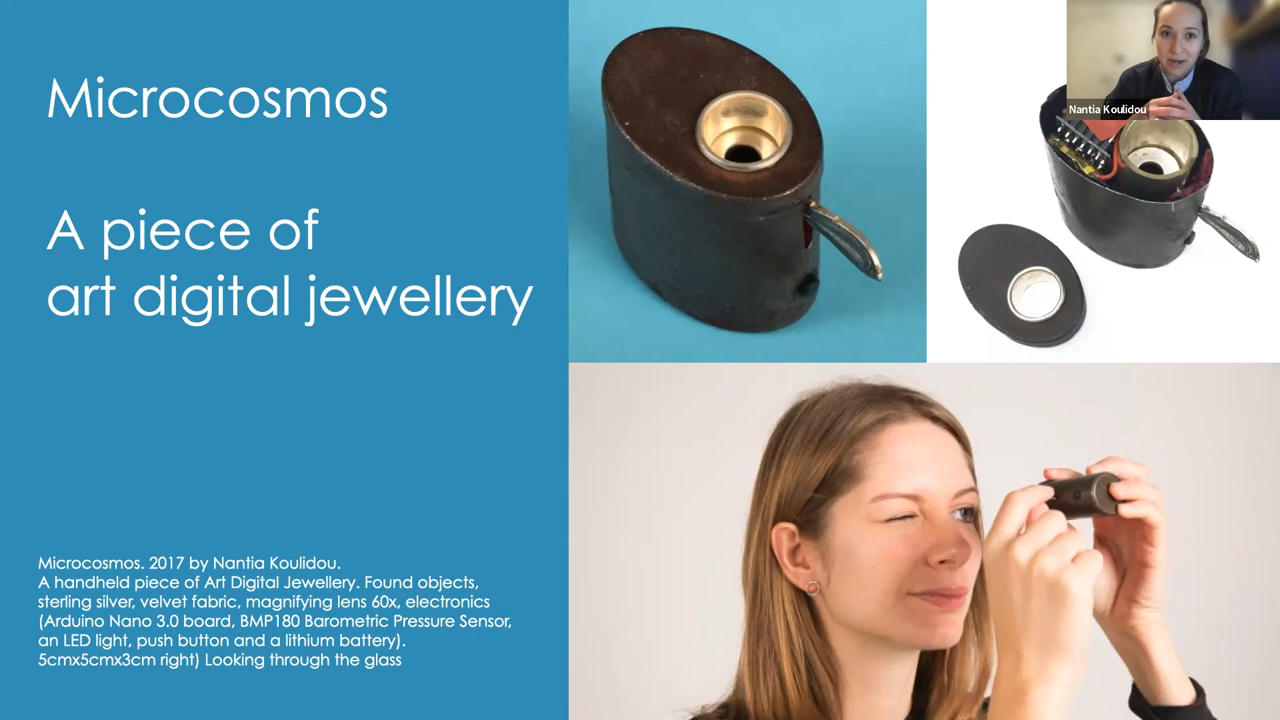 Microcosmos
A piece of
art digital jewellery
Microcosmos. 2017 by Nantia Koulidou.
A handheld piece of Art Digital Jewellery. Found objects,
sterling silver, velvet fabric, magnifying lens 60x, electronics
(Arduino Nano 3.0 board, BMP180 Barometric Pressure Sensor,
an LED light, push button and a lithium battery).
5cmx5cmx3cm right) Looking through the glass
Nantia Koulidou